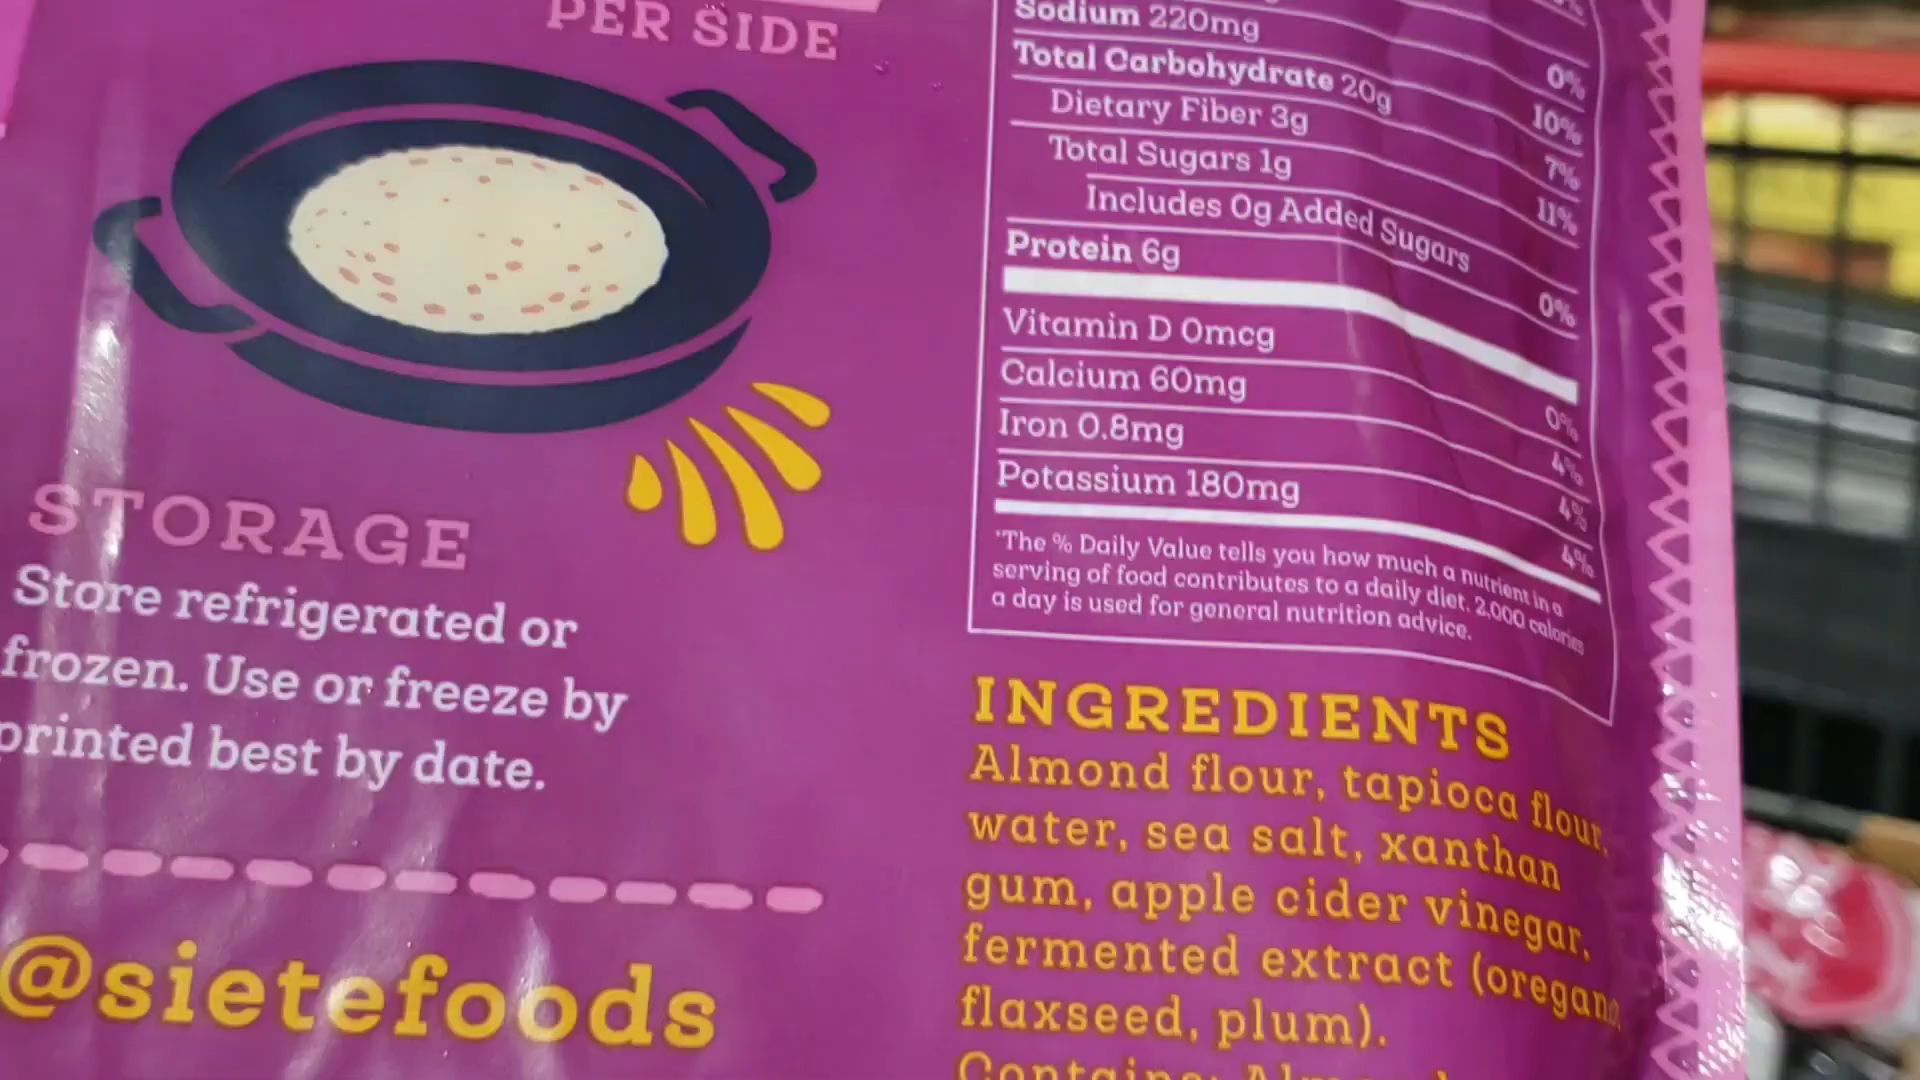 PER SIDE
STORAGE
Store refrigerated or
frozen. Use or freeze by
printed best by date.
@sietefoods
Sodium 220mg 10%
Total Carbohydrate 20g 7%
Dietary Fiber 3g 11%
Total Sugars 1g
Includes 0g Added Sugars 0%
Protein 6g
Vitamin D 0mcg 0%
Calcium 60mg 4%
Iron 0.8mg 4%
Potassium 180mg 4%
*The % Daily Value tells you how much a nutrient in a
serving of food contributes to a daily diet. 2,000 calories
a day is used for general nutrition advice.
INGREDIENTS
Almond flour, tapioca flour,
water, sea salt, xanthan
gum, apple cider vinegar,
fermented extract (oregano,
flaxseed, plum).
Contains: